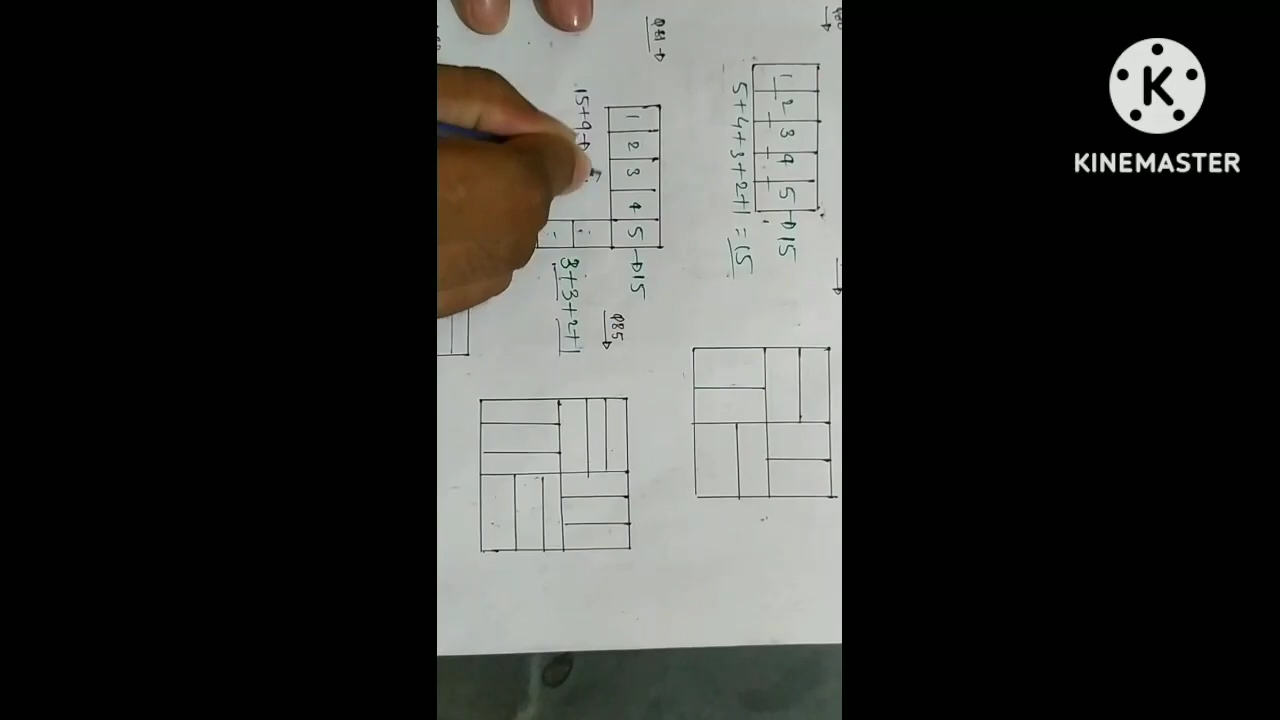 1 2 3 4 5 → 15
5+4+3+2+1 = 15
1 2 3 4 5 → 15
3+3+2+1
15+9
Q85
KINEMASTER